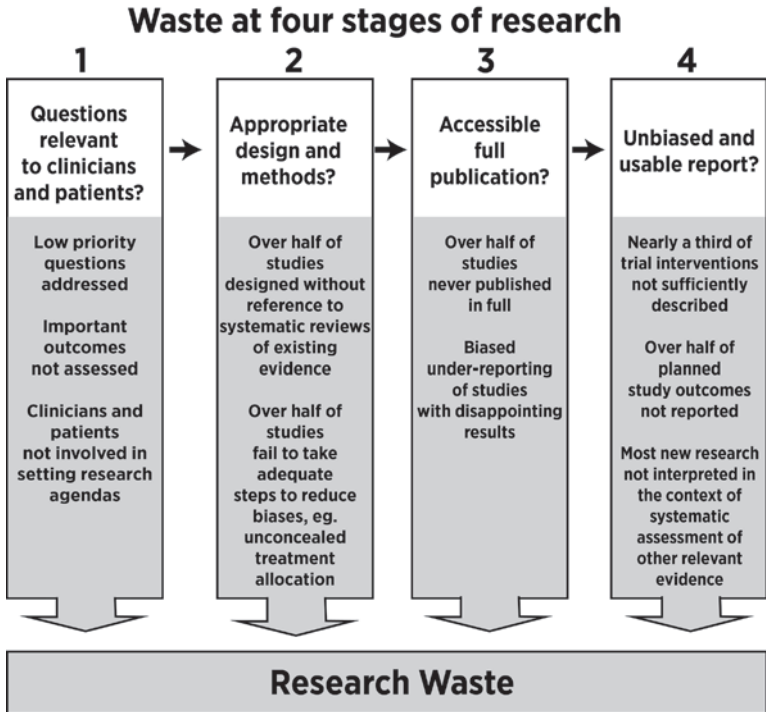 Waste at four stages of research
1
Questions
relevant
to clinicians
and patients?
Low priority
questions
addressed
Important
outcomes
not assessed
Clinicians and
patients
not involved in
setting research
agendas
2
Appropriate
design and
methods?
Over half of
studies
designed without
reference to
systematic reviews
of existing
evidence
Over half of
studies
fail to take
adequate
steps to reduce
biases, eg.
unconcealed
treatment
allocation
3
Accessible
full
publication?
Over half of
studies
never published
in full
Biased
under-reporting
of studies
with disappointing
results
4
Unbiased and
usable report?
Nearly a third of
trial interventions
not sufficiently
described
Over half of
planned
study outcomes
not reported
Most new research
not interpreted in
the context of
systematic
assessment of
other relevant
evidence
Research Waste